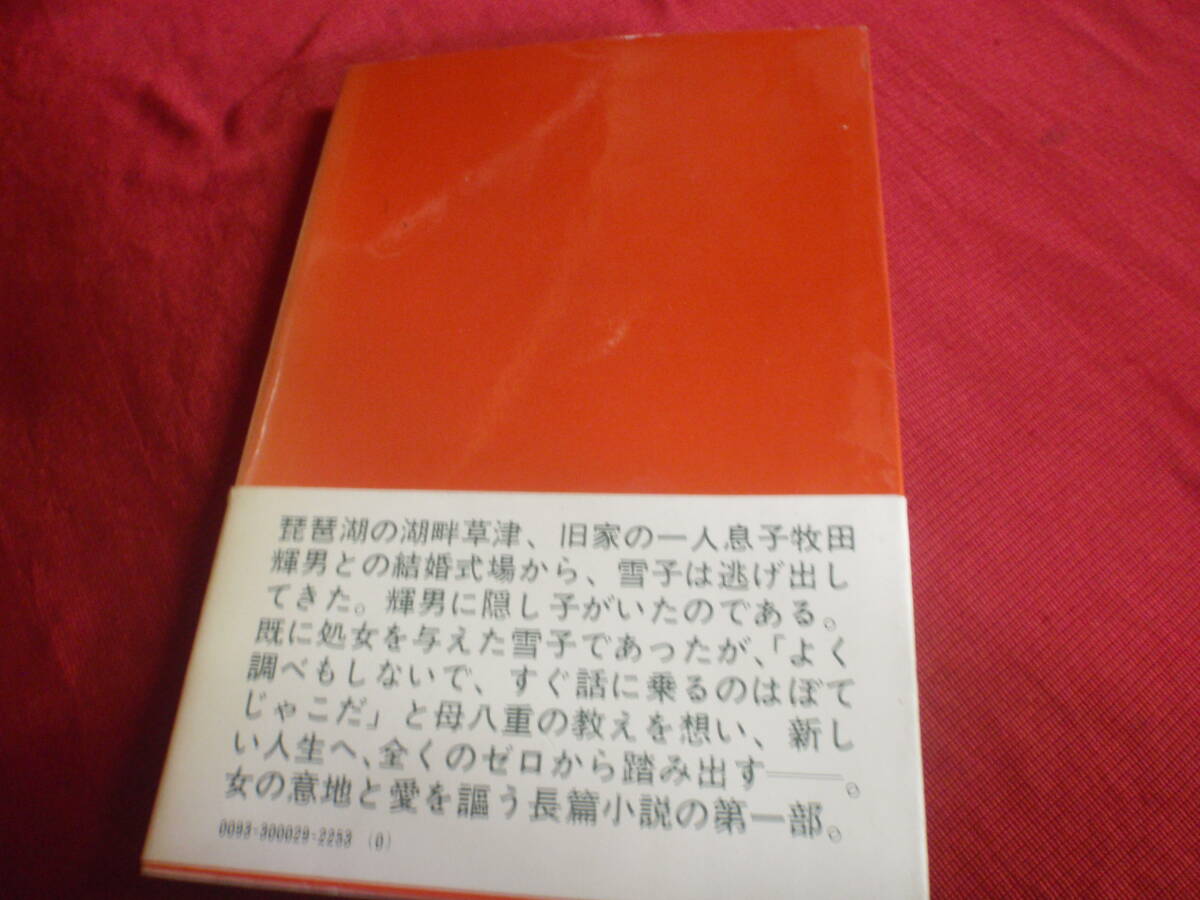 琵琶湖の湖畔草津、旧家の一人息子牧田
輝男との結婚式場から、雪子は逃げ出し
てきた。輝男に隠し子がいたのである。
既に処女を与えた雪子であったが、「よく
調べもしないで、すぐ話に乗るのはぼて
じゃこだ」と母八重の教えを想い、新し
い人生へ、全くのゼロから踏み出す――。
女の意地と愛を謳う長篇小説の第一部。
0093-300029-2253 (0)